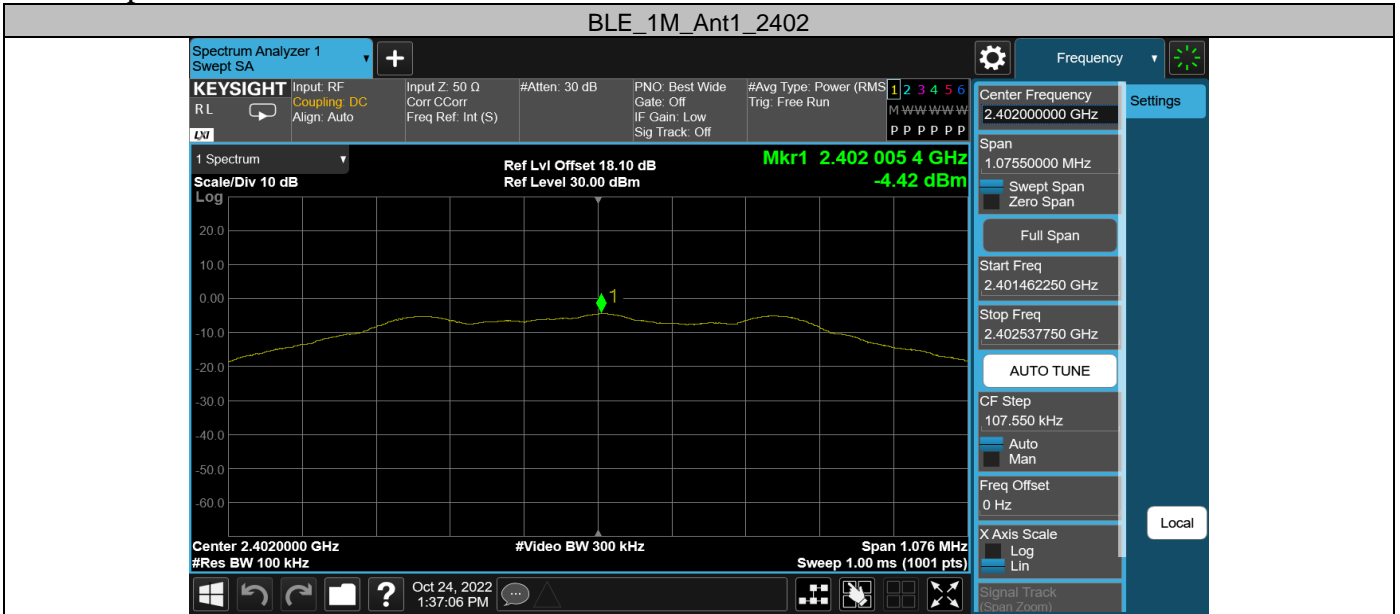 BLE_1M_Ant1_2402
Spectrum Analyzer 1
Swept SA
Frequency
KEYSIGHT
RL
LXI
Input: RF
Coupling: DC
Align: Auto
Input Z: 50 Ω
Corr CCorr
Freq Ref: Int (S)
#Atten: 30 dB
PNO: Best Wide
Gate: Off
IF Gain: Low
Sig Track: Off
#Avg Type: Power (RMS
Trig: Free Run
1 2 3 4 5 6
M W W W W W
P P P P P P
1 Spectrum
Scale/Div 10 dB
Log
Ref Lvl Offset 18.10 dB
Ref Level 30.00 dBm
Mkr1 2.402 005 4 GHz
-4.42 dBm
20.0
10.0
0.00
-10.0
-20.0
-30.0
-40.0
-50.0
-60.0
1
Center 2.4020000 GHz
#Res BW 100 kHz
#Video BW 300 kHz
Span 1.076 MHz
Sweep 1.00 ms (1001 pts)
?
Oct 24, 2022
1:37:06 PM
Center Frequency
2.402000000 GHz
Span
1.07550000 MHz
Swept Span
Zero Span
Full Span
Start Freq
2.401462250 GHz
Stop Freq
2.402537750 GHz
AUTO TUNE
CF Step
107.550 kHz
Auto
Man
Freq Offset
0 Hz
X Axis Scale
Log
Lin
Signal Track
(Span Zoom)
Settings
Local